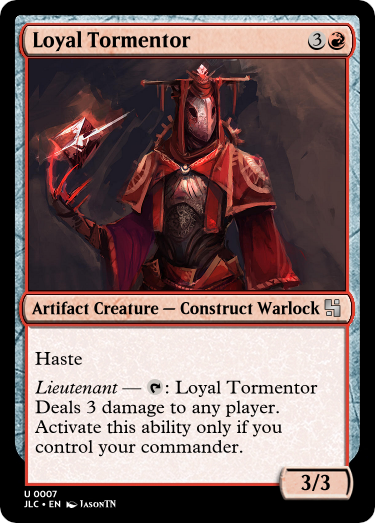 Loyal Tormentor 3
Artifact Creature — Construct Warlock
Haste
Lieutenant — : Loyal Tormentor
Deals 3 damage to any player.
Activate this ability only if you
control your commander.
3/3
U 0007
JLC • EN JASONTN